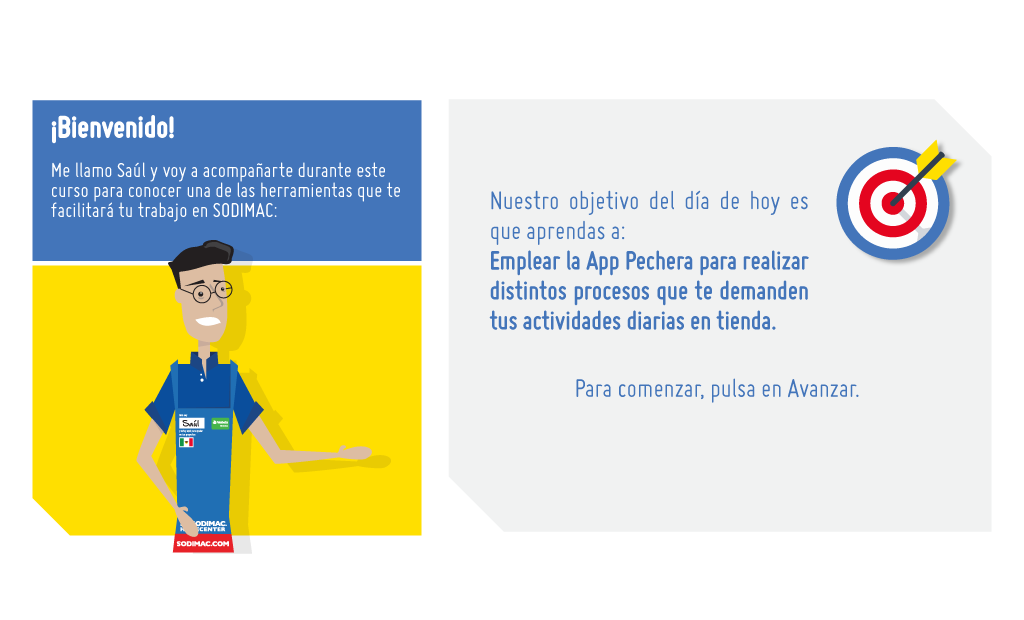 ¡Bienvenido!
Me llamo Saúl y voy a acompañarte durante este
curso para conocer una de las herramientas que te
facilitará tu trabajo en SODIMAC:
Saúl
SODIMAC
CENTER
SODIMAC.COM
Nuestro objetivo del día de hoy es
que aprendas a:
Emplear la App Pechera para realizar
distintos procesos que te demanden
tus actividades diarias en tienda.
Para comenzar, pulsa en Avanzar.